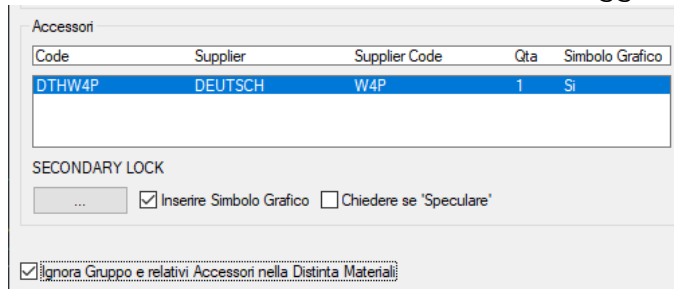 Accessori
Code Supplier Supplier Code Qta Simbolo Grafico
DTHW4P DEUTSCH W4P 1 Si
SECONDARY LOCK
... Inserire Simbolo Grafico Chiedere se 'Speculare'
Ignora Gruppo e relativi Accessori nella Distinta Materiali